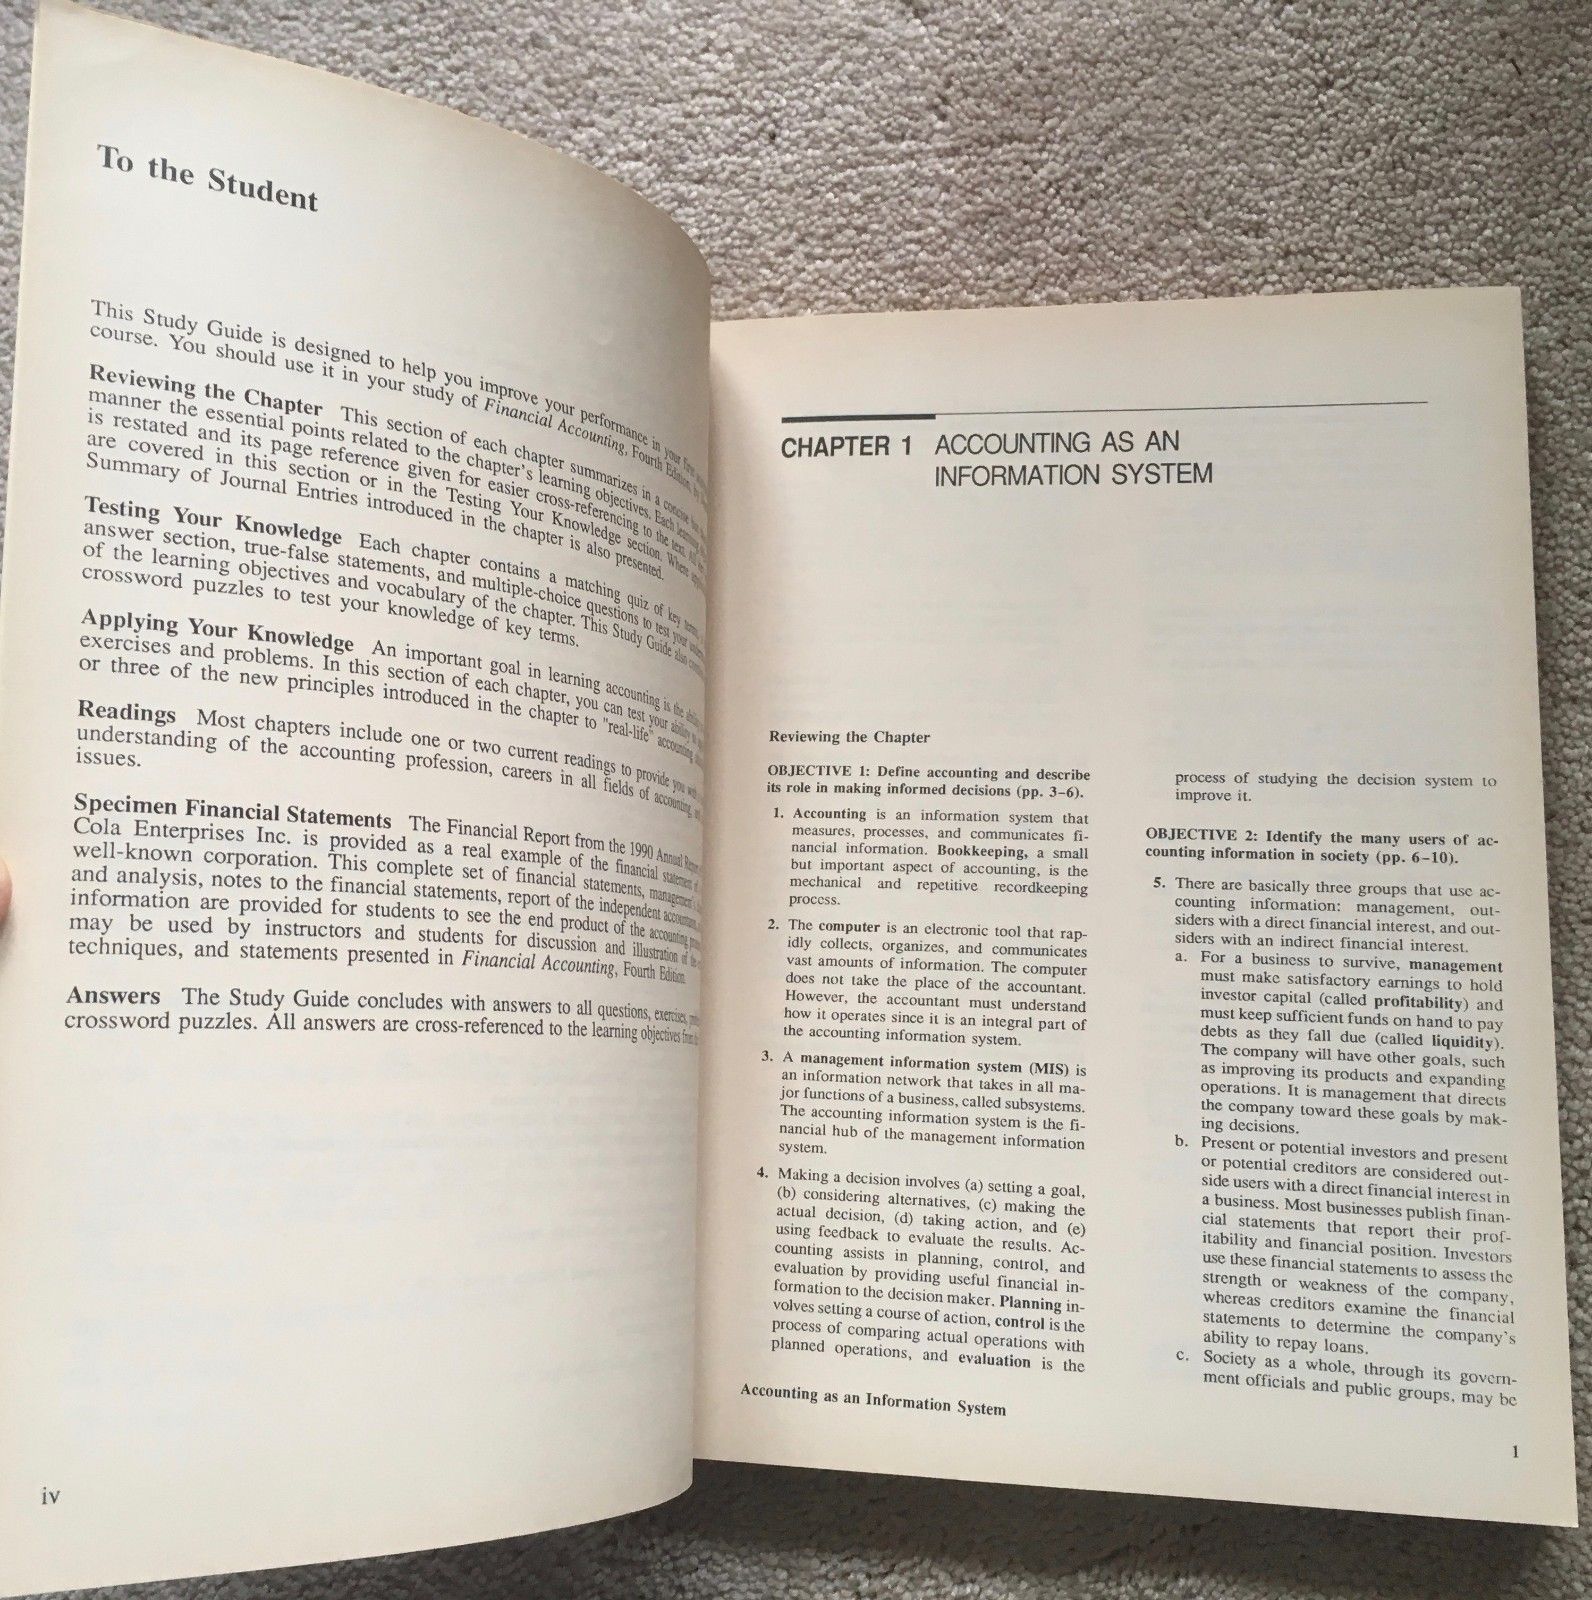 To the Student
This Study Guide is designed to help you improve your performance in your first
course. You should use it in your study of Financial Accounting, Fourth Edition, by
Reviewing the Chapter This section of each chapter summarizes in a concise but
manner the essential points related to the chapter's learning objectives. Each learning
is restated and its page reference given for easier cross-referencing to the text. All
are covered in this section or in the Testing Your Knowledge section. Where
Summary of Journal Entries introduced in the chapter is also presented.
Testing Your Knowledge Each chapter contains a matching quiz of key terms, a
answer section, true-false statements, and multiple-choice questions to test your
of the learning objectives and vocabulary of the chapter. This Study Guide also
crossword puzzles to test your knowledge of key terms.
Applying Your Knowledge An important goal in learning accounting is the ability
exercises and problems. In this section of each chapter, you can test your ability to
or three of the new principles introduced in the chapter to "real-life" accounting
Readings Most chapters include one or two current readings to provide you with
understanding of the accounting profession, careers in all fields of accounting,
issues.
Specimen Financial Statements The Financial Report from the 1990 Annual Report
Cola Enterprises Inc. is provided as a real example of the financial statement of
well-known corporation. This complete set of financial statements, management's
and analysis, notes to the financial statements, report of the independent accountant,
information are provided for students to see the end product of the accounting
may be used by instructors and students for discussion and illustration of the
techniques, and statements presented in Financial Accounting, Fourth Edition.
Answers The Study Guide concludes with answers to all questions, exercises,
crossword puzzles. All answers are cross-referenced to the learning objectives
iv
CHAPTER 1 ACCOUNTING AS AN
INFORMATION SYSTEM
Reviewing the Chapter
OBJECTIVE 1: Define accounting and describe
its role in making informed decisions (pp. 3–6).
1. Accounting is an information system that
measures, processes, and communicates fi-
nancial information. Bookkeeping, a small
but important aspect of accounting, is the
mechanical and repetitive recordkeeping
process.
2. The computer is an electronic tool that rap-
idly collects, organizes, and communicates
vast amounts of information. The computer
does not take the place of the accountant.
However, the accountant must understand
how it operates since it is an integral part of
the accounting information system.
3. A management information system (MIS) is
an information network that takes in all ma-
jor functions of a business, called subsystems.
The accounting information system is the fi-
nancial hub of the management information
system.
4. Making a decision involves (a) setting a goal,
(b) considering alternatives, (c) making the
actual decision, (d) taking action, and (e)
using feedback to evaluate the results. Ac-
counting assists in planning, control, and
evaluation by providing useful financial in-
formation to the decision maker. Planning in-
volves setting a course of action, control is the
process of comparing actual operations with
planned operations, and evaluation is the
process of studying the decision system to
improve it.
OBJECTIVE 2: Identify the many users of ac-
counting information in society (pp. 6–10).
5. There are basically three groups that use ac-
counting information: management, out-
siders with a direct financial interest, and out-
siders with an indirect financial interest.
a. For a business to survive, management
must make satisfactory earnings to hold
investor capital (called profitability) and
must keep sufficient funds on hand to pay
debts as they fall due (called liquidity).
The company will have other goals, such
as improving its products and expanding
operations. It is management that directs
the company toward these goals by mak-
ing decisions.
b. Present or potential investors and present
or potential creditors are considered out-
side users with a direct financial interest in
a business. Most businesses publish finan-
cial statements that report their prof-
itability and financial position. Investors
use these financial statements to assess the
strength or weakness of the company,
whereas creditors examine the financial
statements to determine the company's
ability to repay loans.
c. Society as a whole, through its govern-
ment officials and public groups, may be
Accounting as an Information System
1